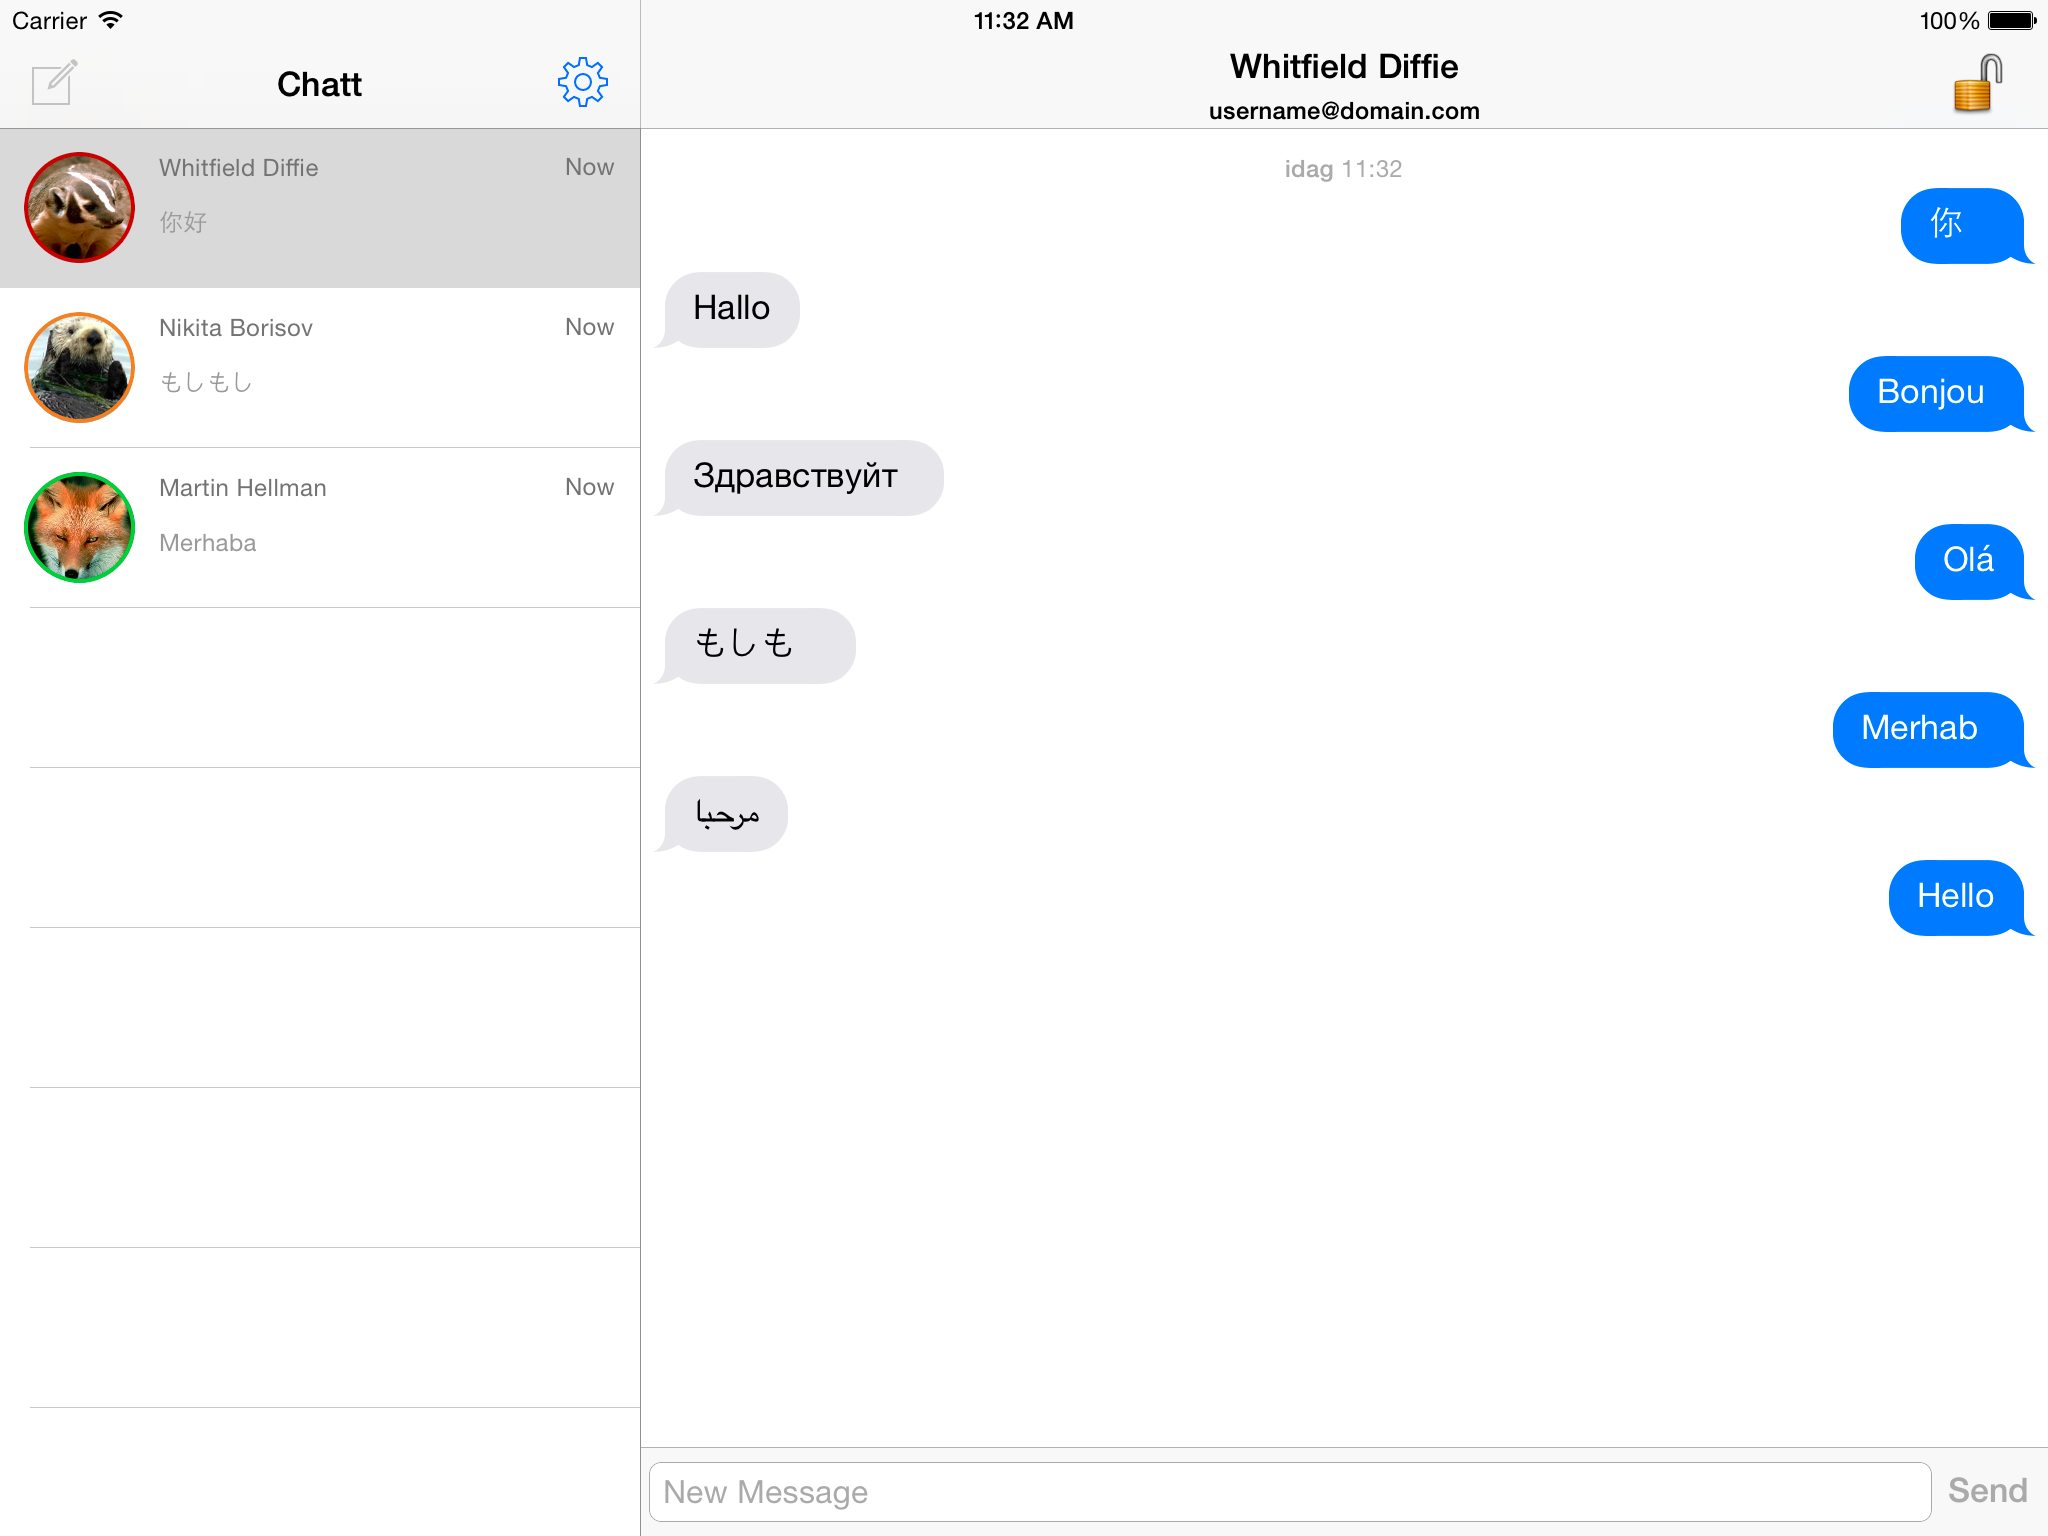 Carrier
11:32 AM
100%
Chatt
Whitfield Diffie
Now
你好
Nikita Borisov
Now
もしもし
Martin Hellman
Now
Merhaba
Whitfield Diffie
username@domain.com
idag 11:32
你
Hallo
Bonjou
Здравствуйт
Olá
もしも
Merhab
مرحبا
Hello
New Message
Send